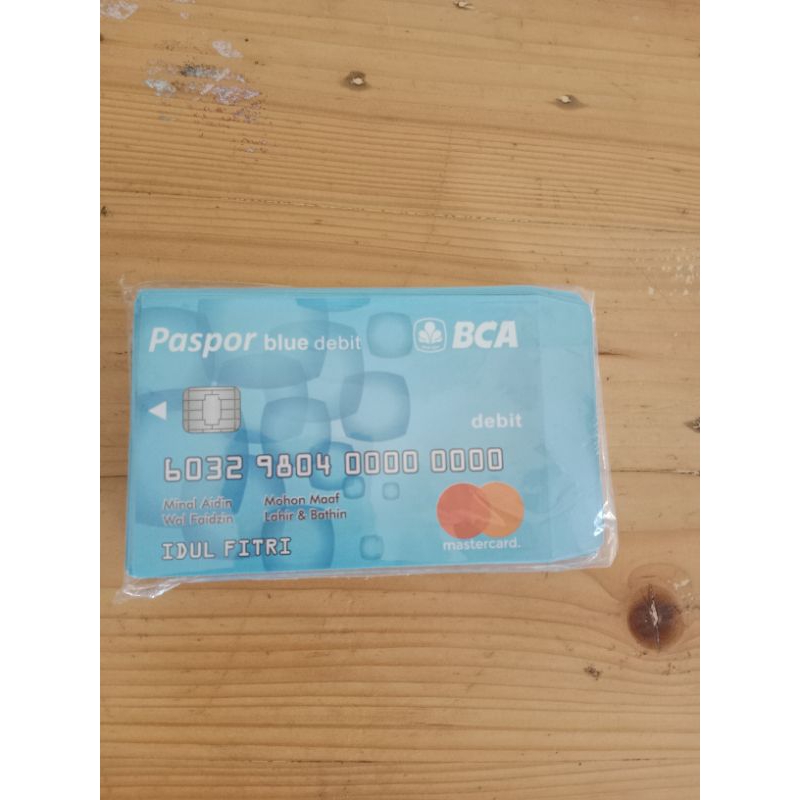 Paspor blue debit BCA
debit
6032 9804 0000 0000
Minal Aidin Mohon Maaf
Wal Faidzin Lahir & Bathin
IDUL FITRI
mastercard.